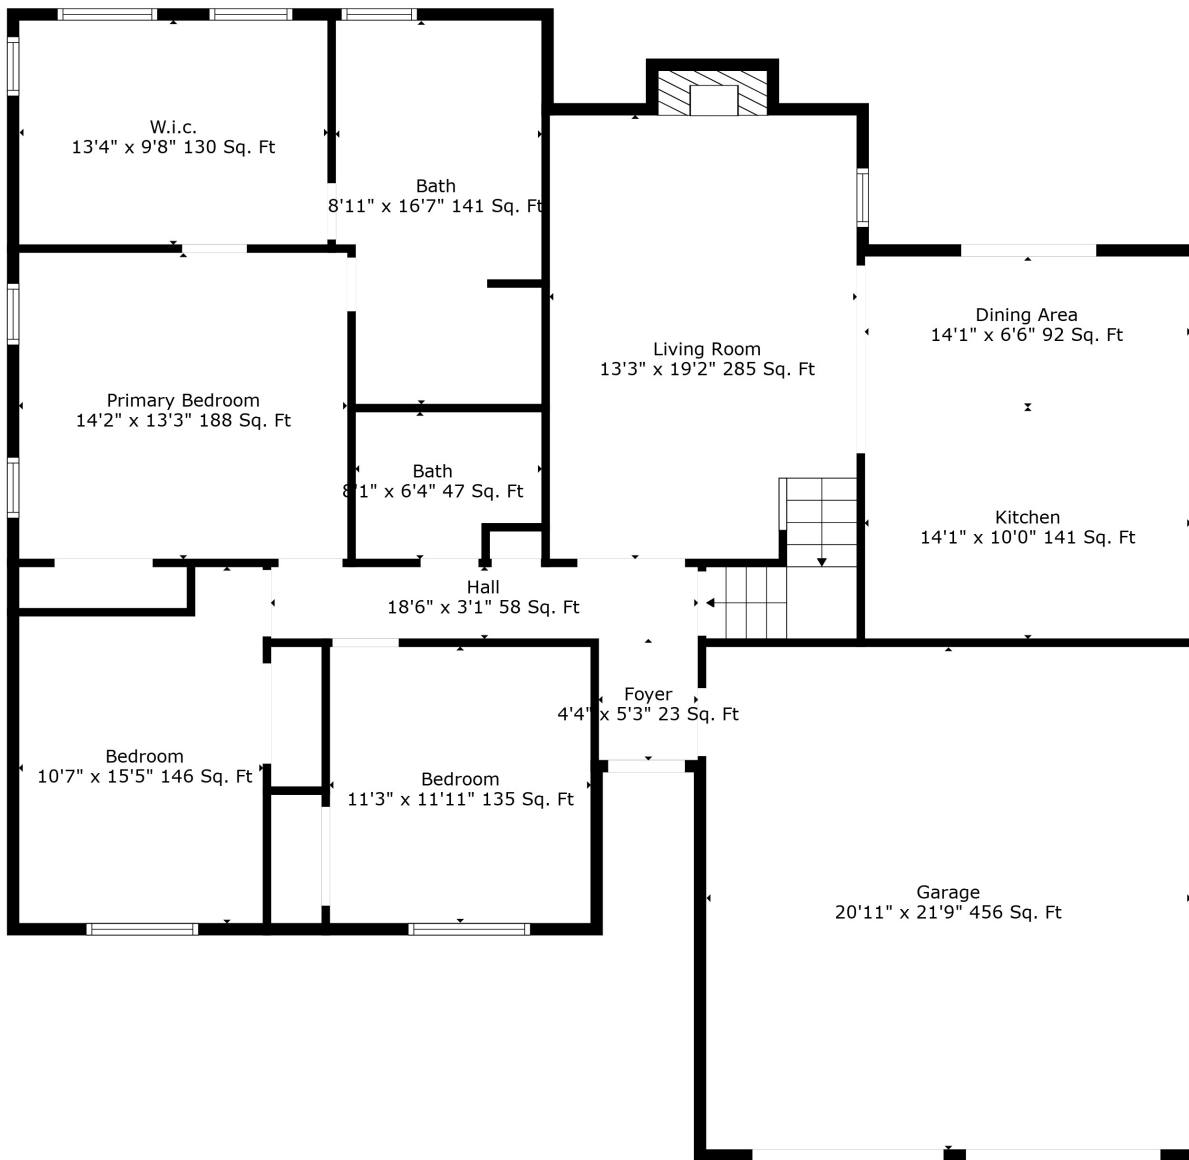 W.i.c.
13'4" x 9'8" 130 Sq. Ft
Bath
8'11" x 16'7" 141 Sq. Ft
Dining Area
14'1" x 6'6" 92 Sq. Ft
Living Room
13'3" x 19'2" 285 Sq. Ft
Primary Bedroom
14'2" x 13'3" 188 Sq. Ft
Bath
8'1" x 6'4" 47 Sq. Ft
Kitchen
14'1" x 10'0" 141 Sq. Ft
Hall
18'6" x 3'1" 58 Sq. Ft
Foyer
4'4" x 5'3" 23 Sq. Ft
Bedroom
10'7" x 15'5" 146 Sq. Ft
Bedroom
11'3" x 11'11" 135 Sq. Ft
Garage
20'11" x 21'9" 456 Sq. Ft